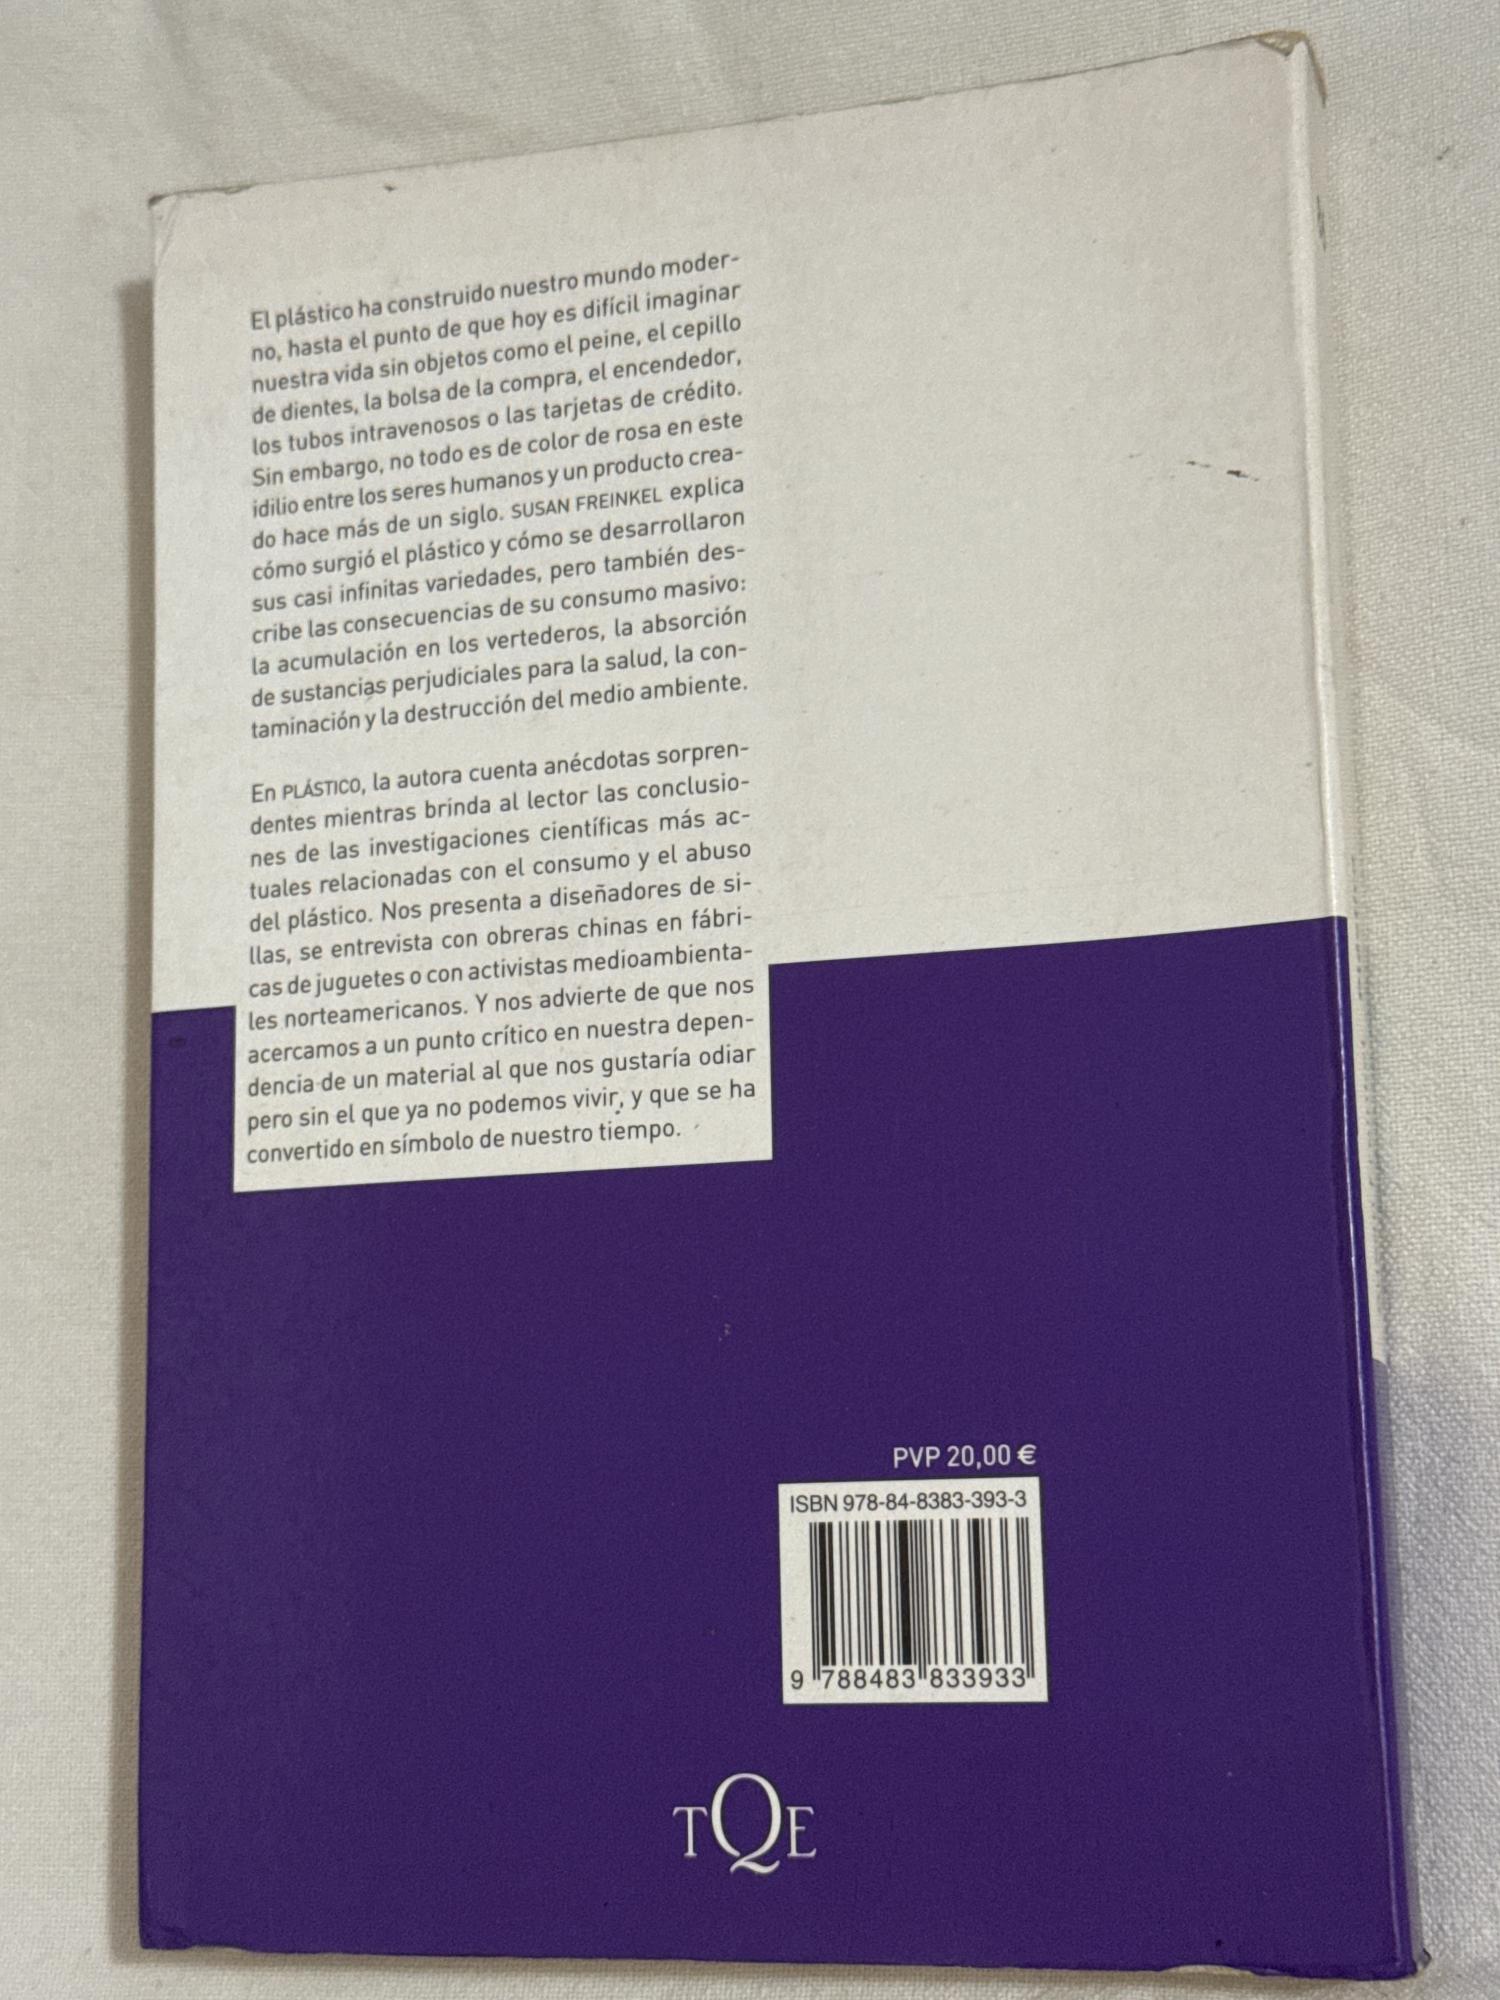 El plástico ha construido nuestro mundo moder-
no, hasta el punto de que hoy es difícil imaginar
nuestra vida sin objetos como el peine, el cepillo
de dientes, la bolsa de la compra, el encendedor,
los tubos intravenosos o las tarjetas de crédito.
Sin embargo, no todo es de color de rosa en este
idilio entre los seres humanos y un producto crea-
do hace más de un siglo. SUSAN FREINKEL explica
cómo surgió el plástico y cómo se desarrollaron
sus casi infinitas variedades, pero también des-
cribe las consecuencias de su consumo masivo:
la acumulación en los vertederos, la absorción
de sustancias perjudiciales para la salud, la con-
taminación y la destrucción del medio ambiente.
En PLÁSTICO, la autora cuenta anécdotas sorpren-
dentes mientras brinda al lector las conclusio-
nes de las investigaciones científicas más ac-
tuales relacionadas con el consumo y el abuso
del plástico. Nos presenta a diseñadores de si-
llas, se entrevista con obreras chinas en fábri-
cas de juguetes o con activistas medioambienta-
les norteamericanos. Y nos advierte de que nos
acercamos a un punto crítico en nuestra depen-
dencia de un material al que nos gustaría odiar
pero sin el que ya no podemos vivir, y que se ha
convertido en símbolo de nuestro tiempo.
PVP 20,00 €
ISBN 978-84-8383-393-3
9 788483 833933
TQE